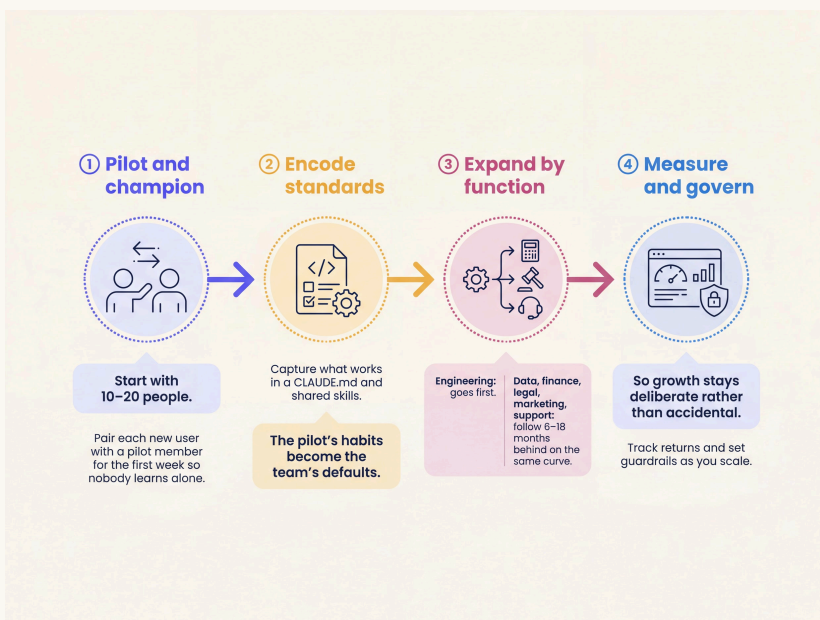 1 Pilot and
champion
Start with
10–20 people.
Pair each new user
with a pilot member
for the first week so
nobody learns alone.
2 Encode
standards
</>
Capture what works
in a CLAUDE.md and
shared skills.
The pilot’s habits
become the
team’s defaults.
3 Expand by
function
Engineering:
goes first.
Data, finance,
legal,
marketing,
support:
follow 6–18
months
behind on the
same curve.
4 Measure
and govern
So growth stays
deliberate rather
than accidental.
Track returns and set
guardrails as you scale.